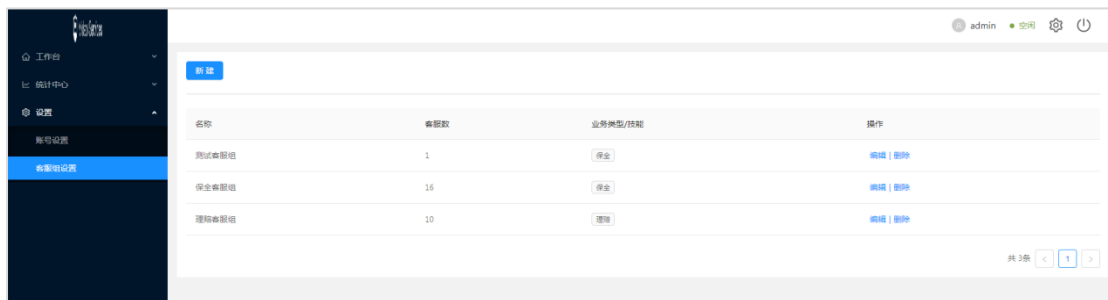 admin 空闲
工作台
统计中心
设置
账号设置
客服组设置
新 建
名称 客服数 业务类型/技能 操作
测试客服组 1 保全 编辑 | 删除
保全客服组 16 保全 编辑 | 删除
理赔客服组 10 理赔 编辑 | 删除
共 3条 < 1 >